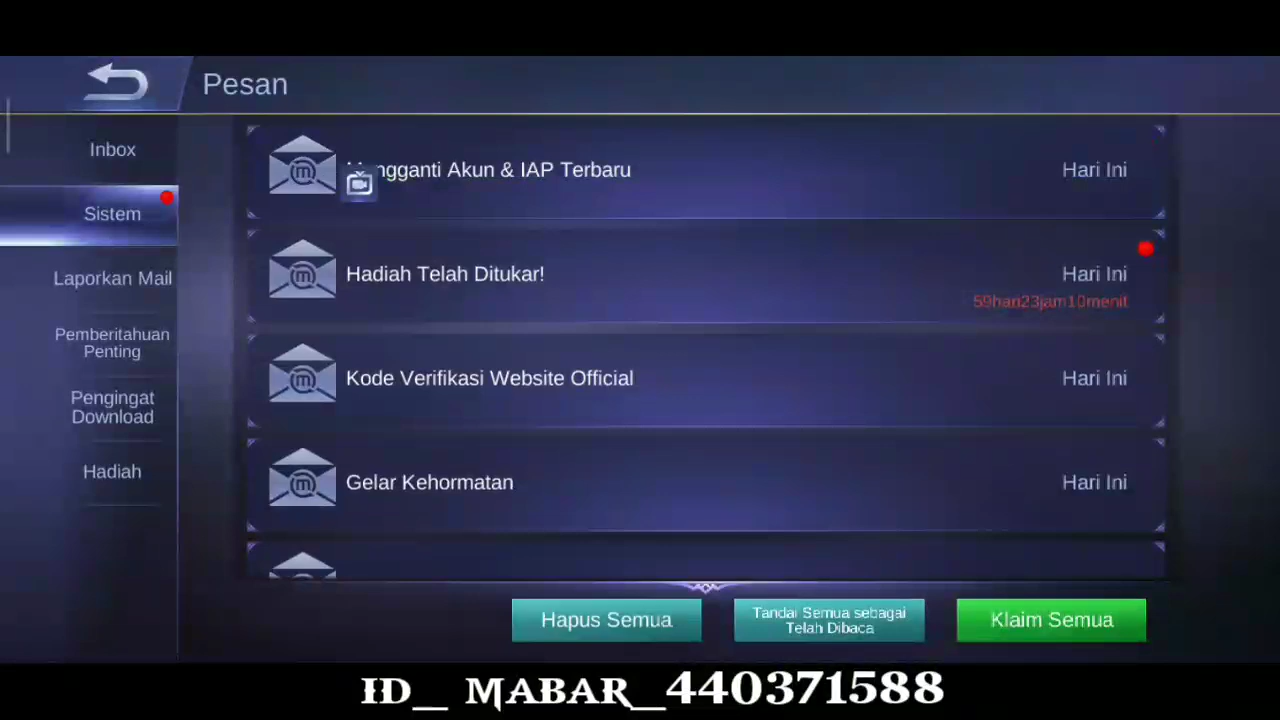 Pesan
Inbox
Sistem
Laporkan Mail
Pemberitahuan
Penting
Pengingat
Download
Hadiah
ngganti Akun & IAP Terbaru
Hari Ini
Hadiah Telah Ditukar!
Hari Ini
59hari23jam10menit
Kode Verifikasi Website Official
Hari Ini
Gelar Kehormatan
Hari Ini
Hapus Semua
Tandai Semua sebagai
Telah Dibaca
Klaim Semua
ID_ MABAR_440371588